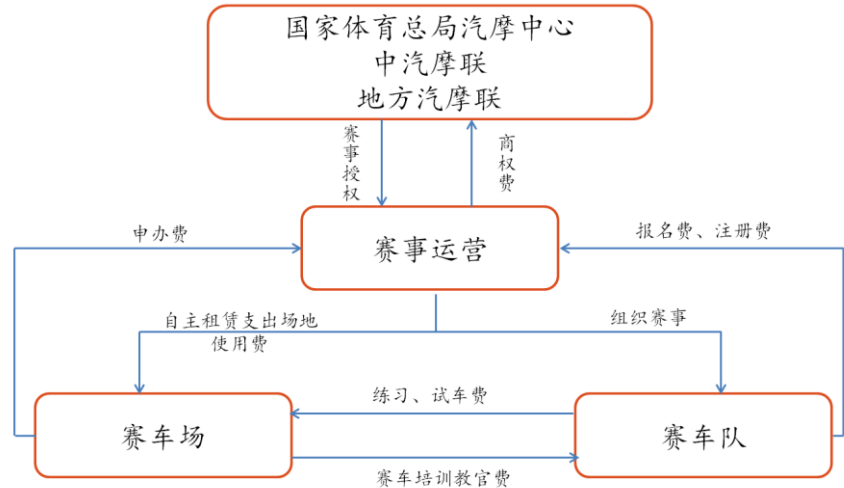 国家体育总局汽摩中心
中汽摩联
地方汽摩联
赛事授权
商权费
申办费
赛事运营
报名费、注册费
自主租赁支出场地
使用费
组织赛事
赛车场
练习、试车费
赛车队
赛车培训教官费